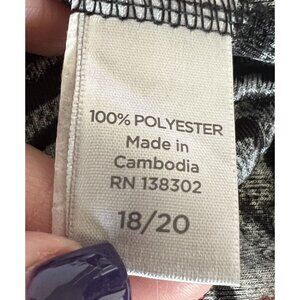 100% POLYESTER
Made in
Cambodia
RN 138302
18/20